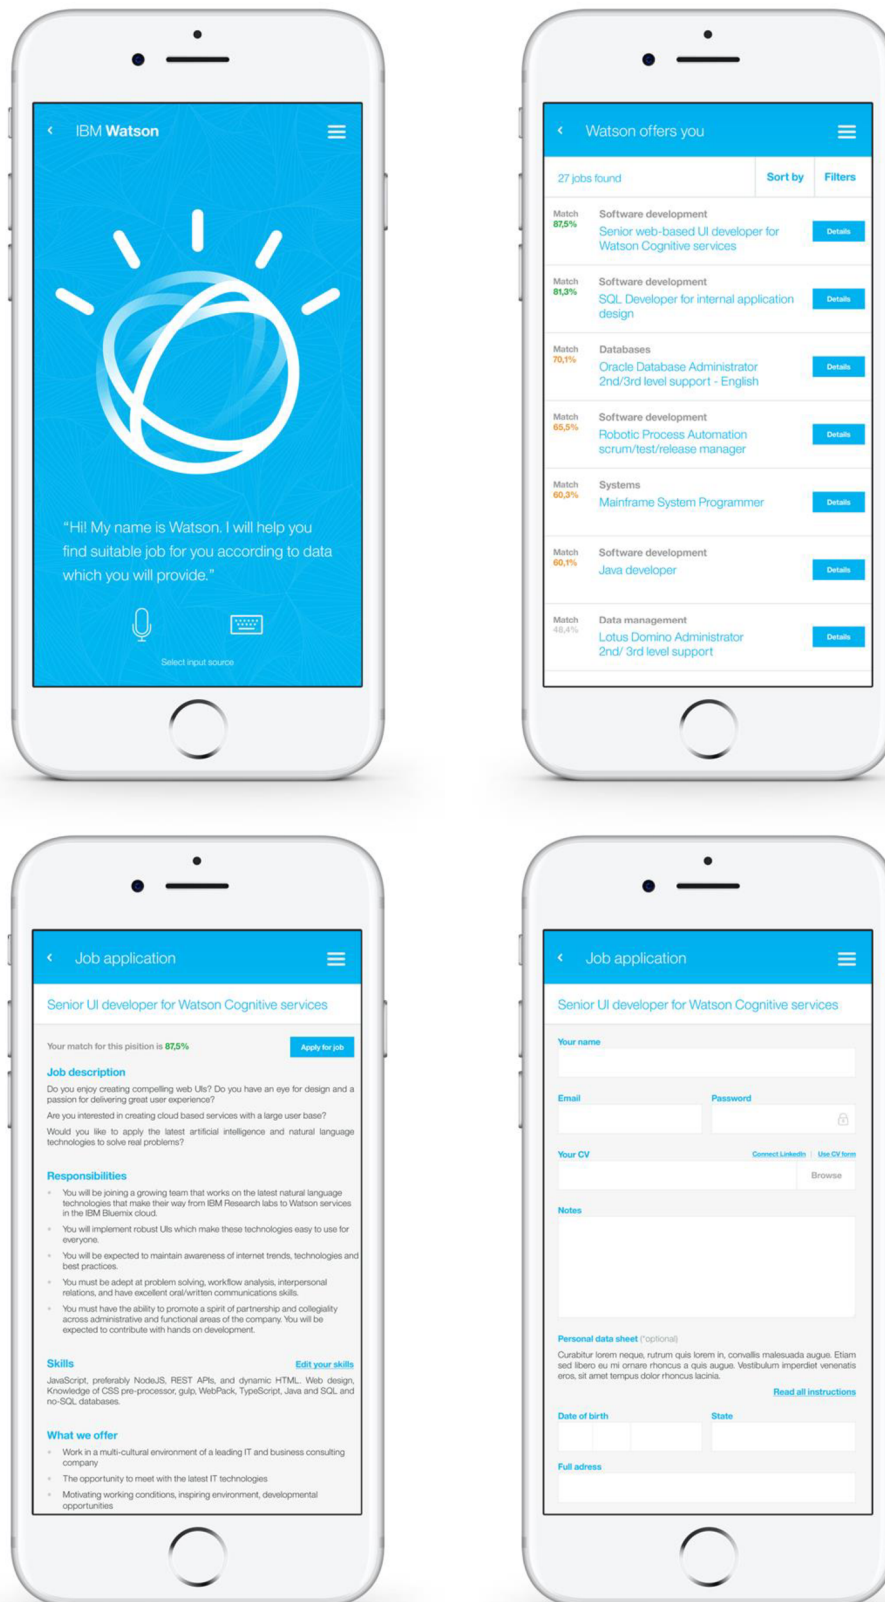 IBM Watson
“Hi! My name is Watson. I will help you
find suitable job for you according to data
which you will provide.”
Select input source
Watson offers you
27 jobs found
Sort by
Filters
Match
87,5%
Software development
Senior web-based UI developer for
Watson Cognitive services
Details
Match
81,3%
Software development
SQL Developer for internal application
design
Details
Match
70,1%
Databases
Oracle Database Administrator
2nd/3rd level support - English
Details
Match
65,5%
Software development
Robotic Process Automation
scrum/test/release manager
Details
Match
60,3%
Systems
Mainframe System Programmer
Details
Match
60,1%
Software development
Java developer
Details
Match
48,4%
Data management
Lotus Domino Administrator
2nd/ 3rd level support
Details
Job application
Senior UI developer for Watson Cognitive services
Your match for this pisition is 87,5%
Apply for job
Job description
Do you enjoy creating compelling web UIs? Do you have an eye for design and a
passion for delivering great user experience?
Are you interested in creating cloud based services with a large user base?
Would you like to apply the latest artificial intelligence and natural language
technologies to solve real problems?
Responsibilities
You will be joining a growing team that works on the latest natural language
technologies that make their way from IBM Research labs to Watson services
in the IBM Bluemix cloud.
You will implement robust UIs which make these technologies easy to use for
everyone.
You will be expected to maintain awareness of internet trends, technologies and
best practices.
You must be adept at problem solving, workflow analysis, interpersonal
relations, and have excellent oral/written communications skills.
You must have the ability to promote a spirit of partnership and collegiality
across administrative and functional areas of the company. You will be
expected to contribute with hands on development.
Skills
Edit your skills
JavaScript, preferably NodeJS, REST APIs, and dynamic HTML. Web design,
Knowledge of CSS pre-processor, gulp, WebPack, TypeScript, Java and SQL and
no-SQL databases.
What we offer
Work in a multi-cultural environment of a leading IT and business consulting
company
The opportunity to meet with the latest IT technologies
Motivating working conditions, inspiring environment, developmental
opportunities
Job application
Senior UI developer for Watson Cognitive services
Your name
Email
Password
Your CV
Connect LinkedIn | Use CV form
Browse
Notes
Personal data sheet (*optional)
Curabitur lorem neque, rutrum quis lorem in, convallis malesuada augue. Etiam
sed libero eu mi ornare rhoncus a quis augue. Vestibulum imperdiet venenatis
eros, sit amet tempus dolor rhoncus lacinia.
Read all instructions
Date of birth
State
Full adress